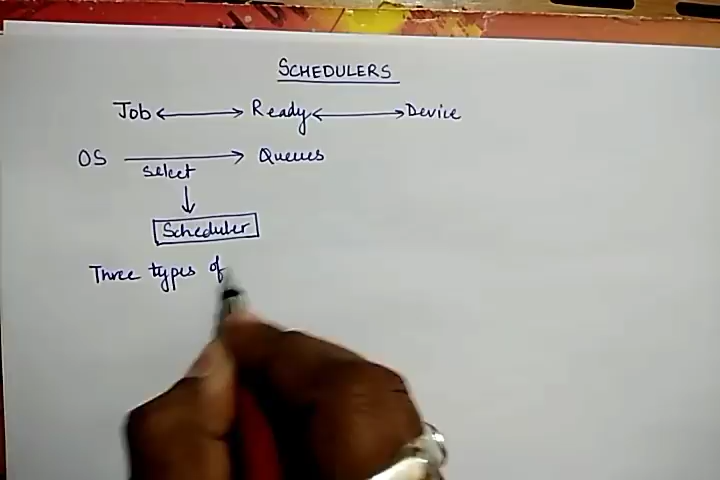 SCHEDULERS
Job ⟷ Ready ⟷ Device
OS ⟶ Queues
select
↓
Scheduler
Three types of